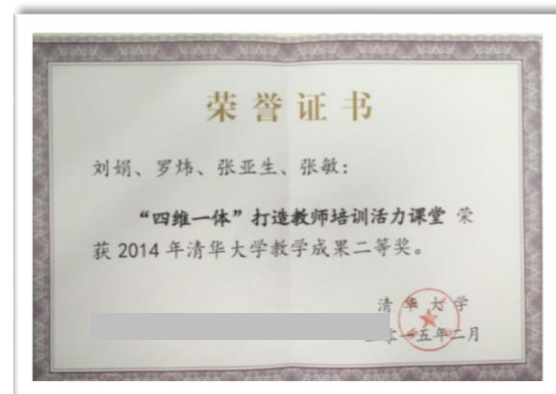 荣誉证书
刘娟、罗炜、张亚生、张敏：
“四维一体”打造教师培训活力课堂 荣
获 2014 年清华大学教学成果二等奖。
清华大学
二〇一五年二月